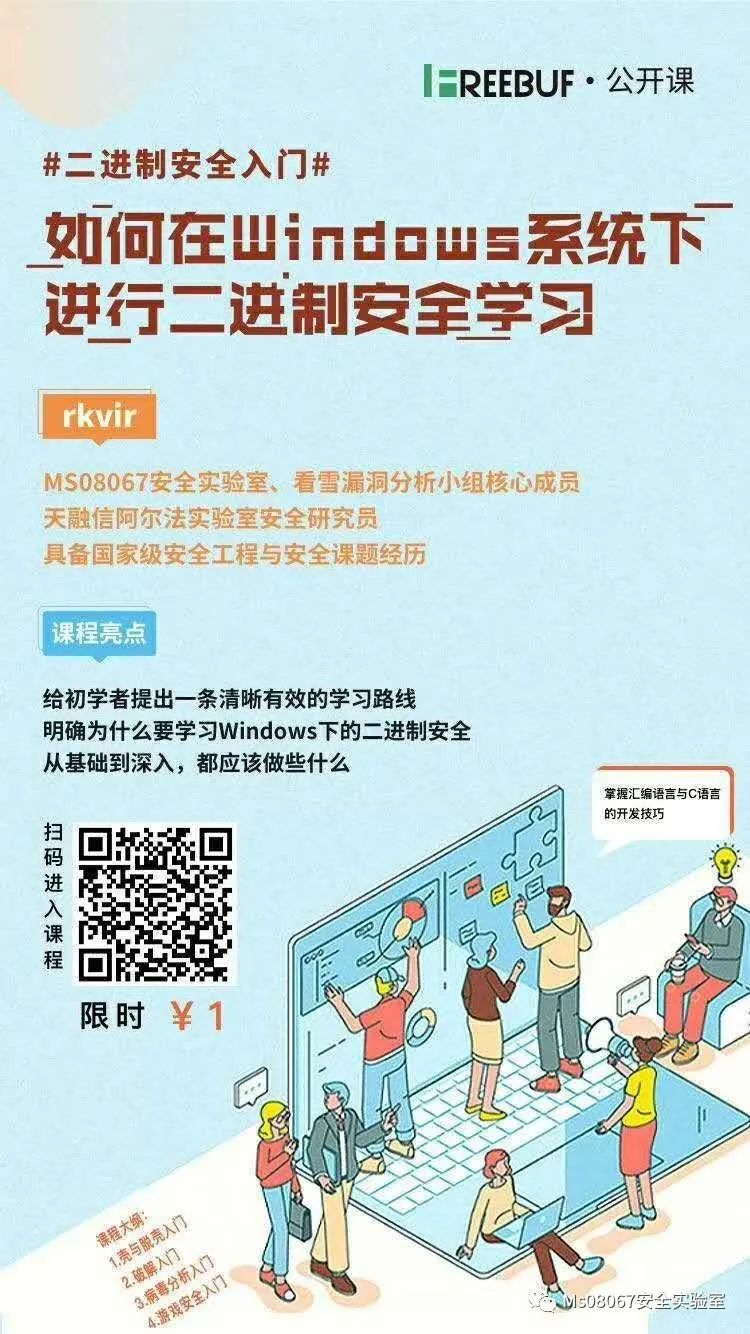 FREEBUF·公开课
#二进制安全入门#
如何在Windows系统下
进行二进制安全学习
rkvir
MS08067安全实验室、看雪漏洞分析小组核心成员
天融信阿尔法实验室安全研究员
具备国家级安全工程与安全课题经历
课程亮点
给初学者提出一条清晰有效的学习路线
明确为什么要学习Windows下的二进制安全
从基础到深入，都应该做些什么
掌握汇编语言与C语言
的开发技巧
扫码进入课程
限时 ¥1
课程大纲：
1.壳与脱壳入门
2.破解入门
3.病毒分析入门
4.游戏安全入门
Ms08067安全实验室